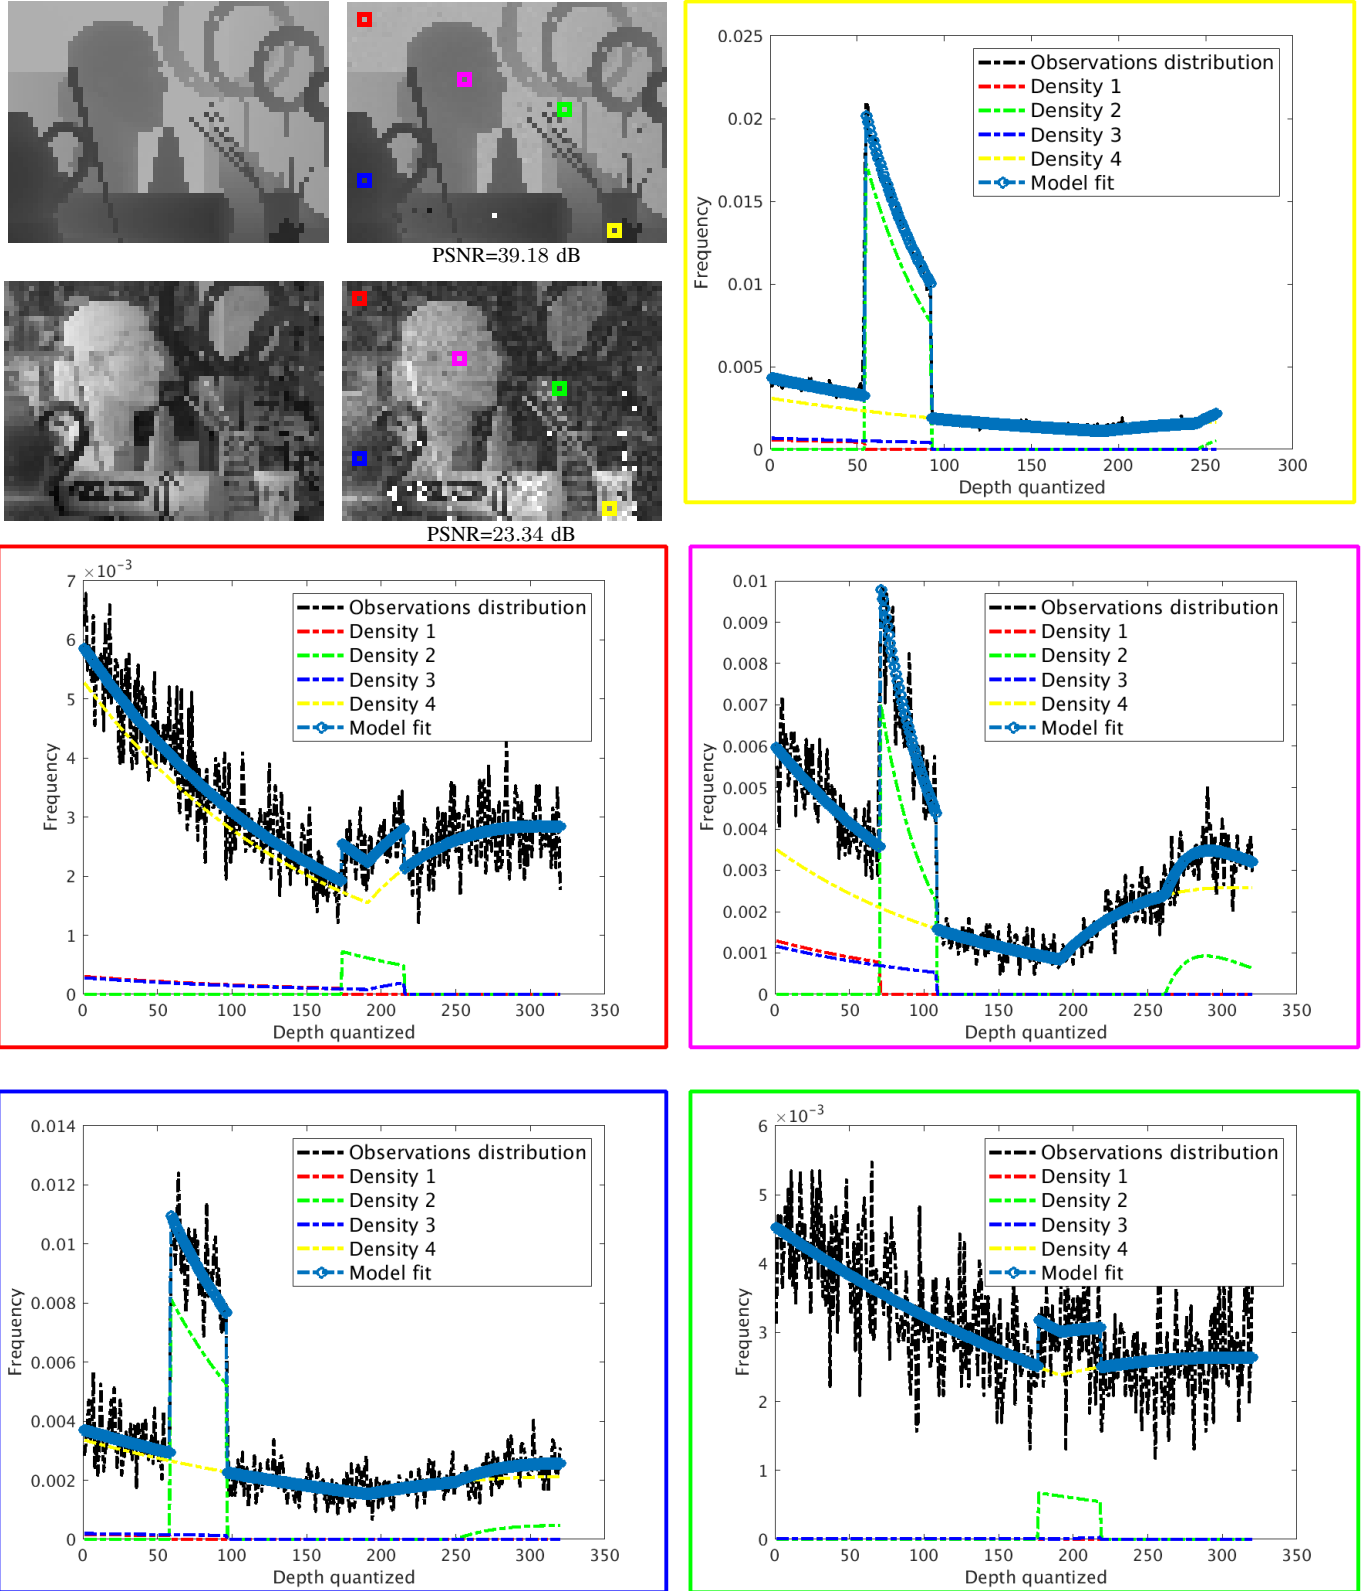 PSNR=39.18 dB
PSNR=23.34 dB
0.025
0.02
0.015
0.01
0.005
0
Frequency
0 50 100 150 200 250 300
Depth quantized
Observations distribution
Density 1
Density 2
Density 3
Density 4
Model fit
×10⁻³
7
6
5
4
3
2
1
0
Frequency
0 50 100 150 200 250 300 350
Depth quantized
Observations distribution
Density 1
Density 2
Density 3
Density 4
Model fit
0.01
0.009
0.008
0.007
0.006
0.005
0.004
0.003
0.002
0.001
0
Frequency
0 50 100 150 200 250 300 350
Depth quantized
Observations distribution
Density 1
Density 2
Density 3
Density 4
Model fit
0.014
0.012
0.01
0.008
0.006
0.004
0.002
0
Frequency
0 50 100 150 200 250 300 350
Depth quantized
Observations distribution
Density 1
Density 2
Density 3
Density 4
Model fit
×10⁻³
6
5
4
3
2
1
0
Frequency
0 50 100 150 200 250 300 350
Depth quantized
Observations distribution
Density 1
Density 2
Density 3
Density 4
Model fit